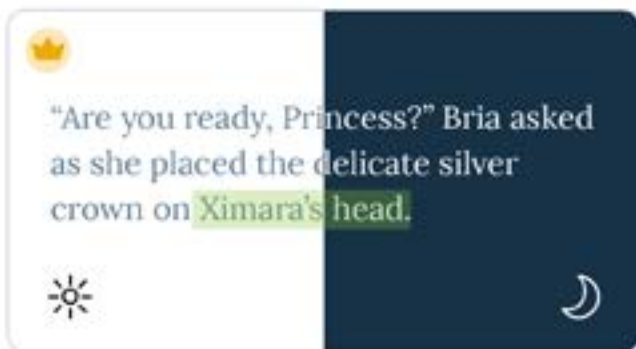 “Are you ready, Princess?” Bria asked
as she placed the delicate silver
crown on Ximara’s head.